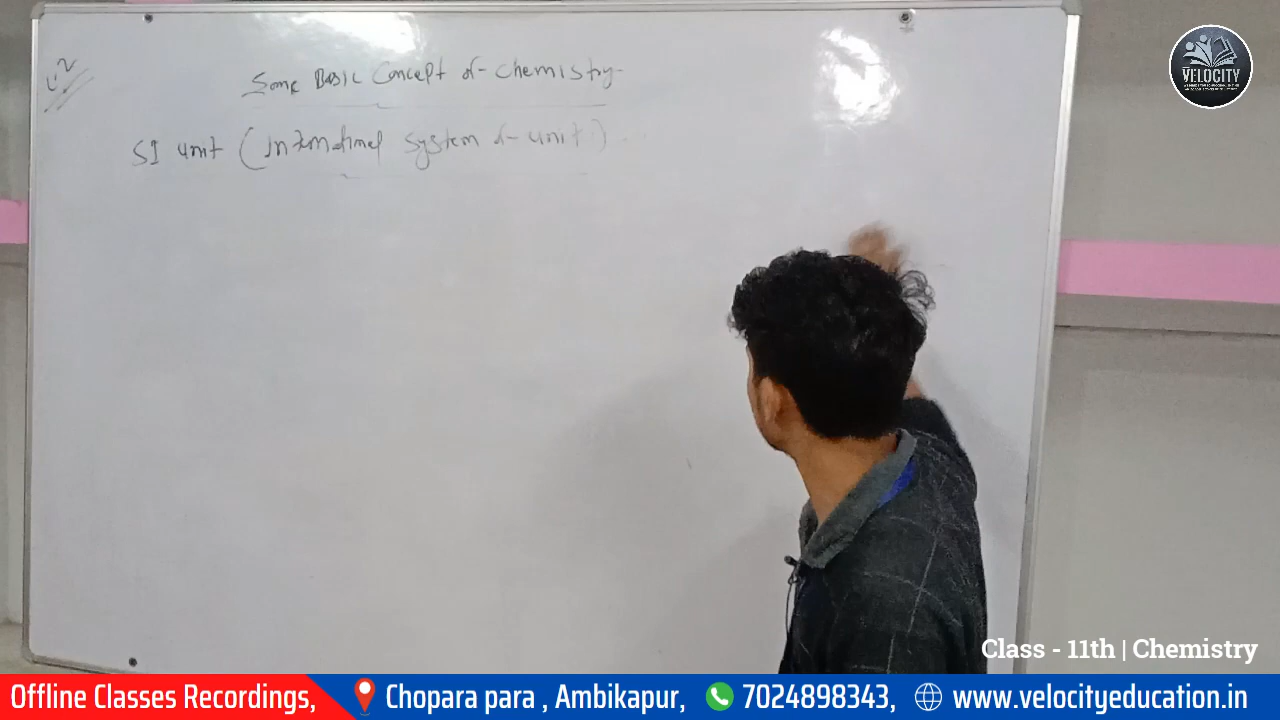 L-2
Some Basic Concept of Chemistry-
SI unit (International system of unit)
VELOCITY
Class - 11th | Chemistry
Offline Classes Recordings, Chopara para , Ambikapur, 7024898343, www.velocityeducation.in